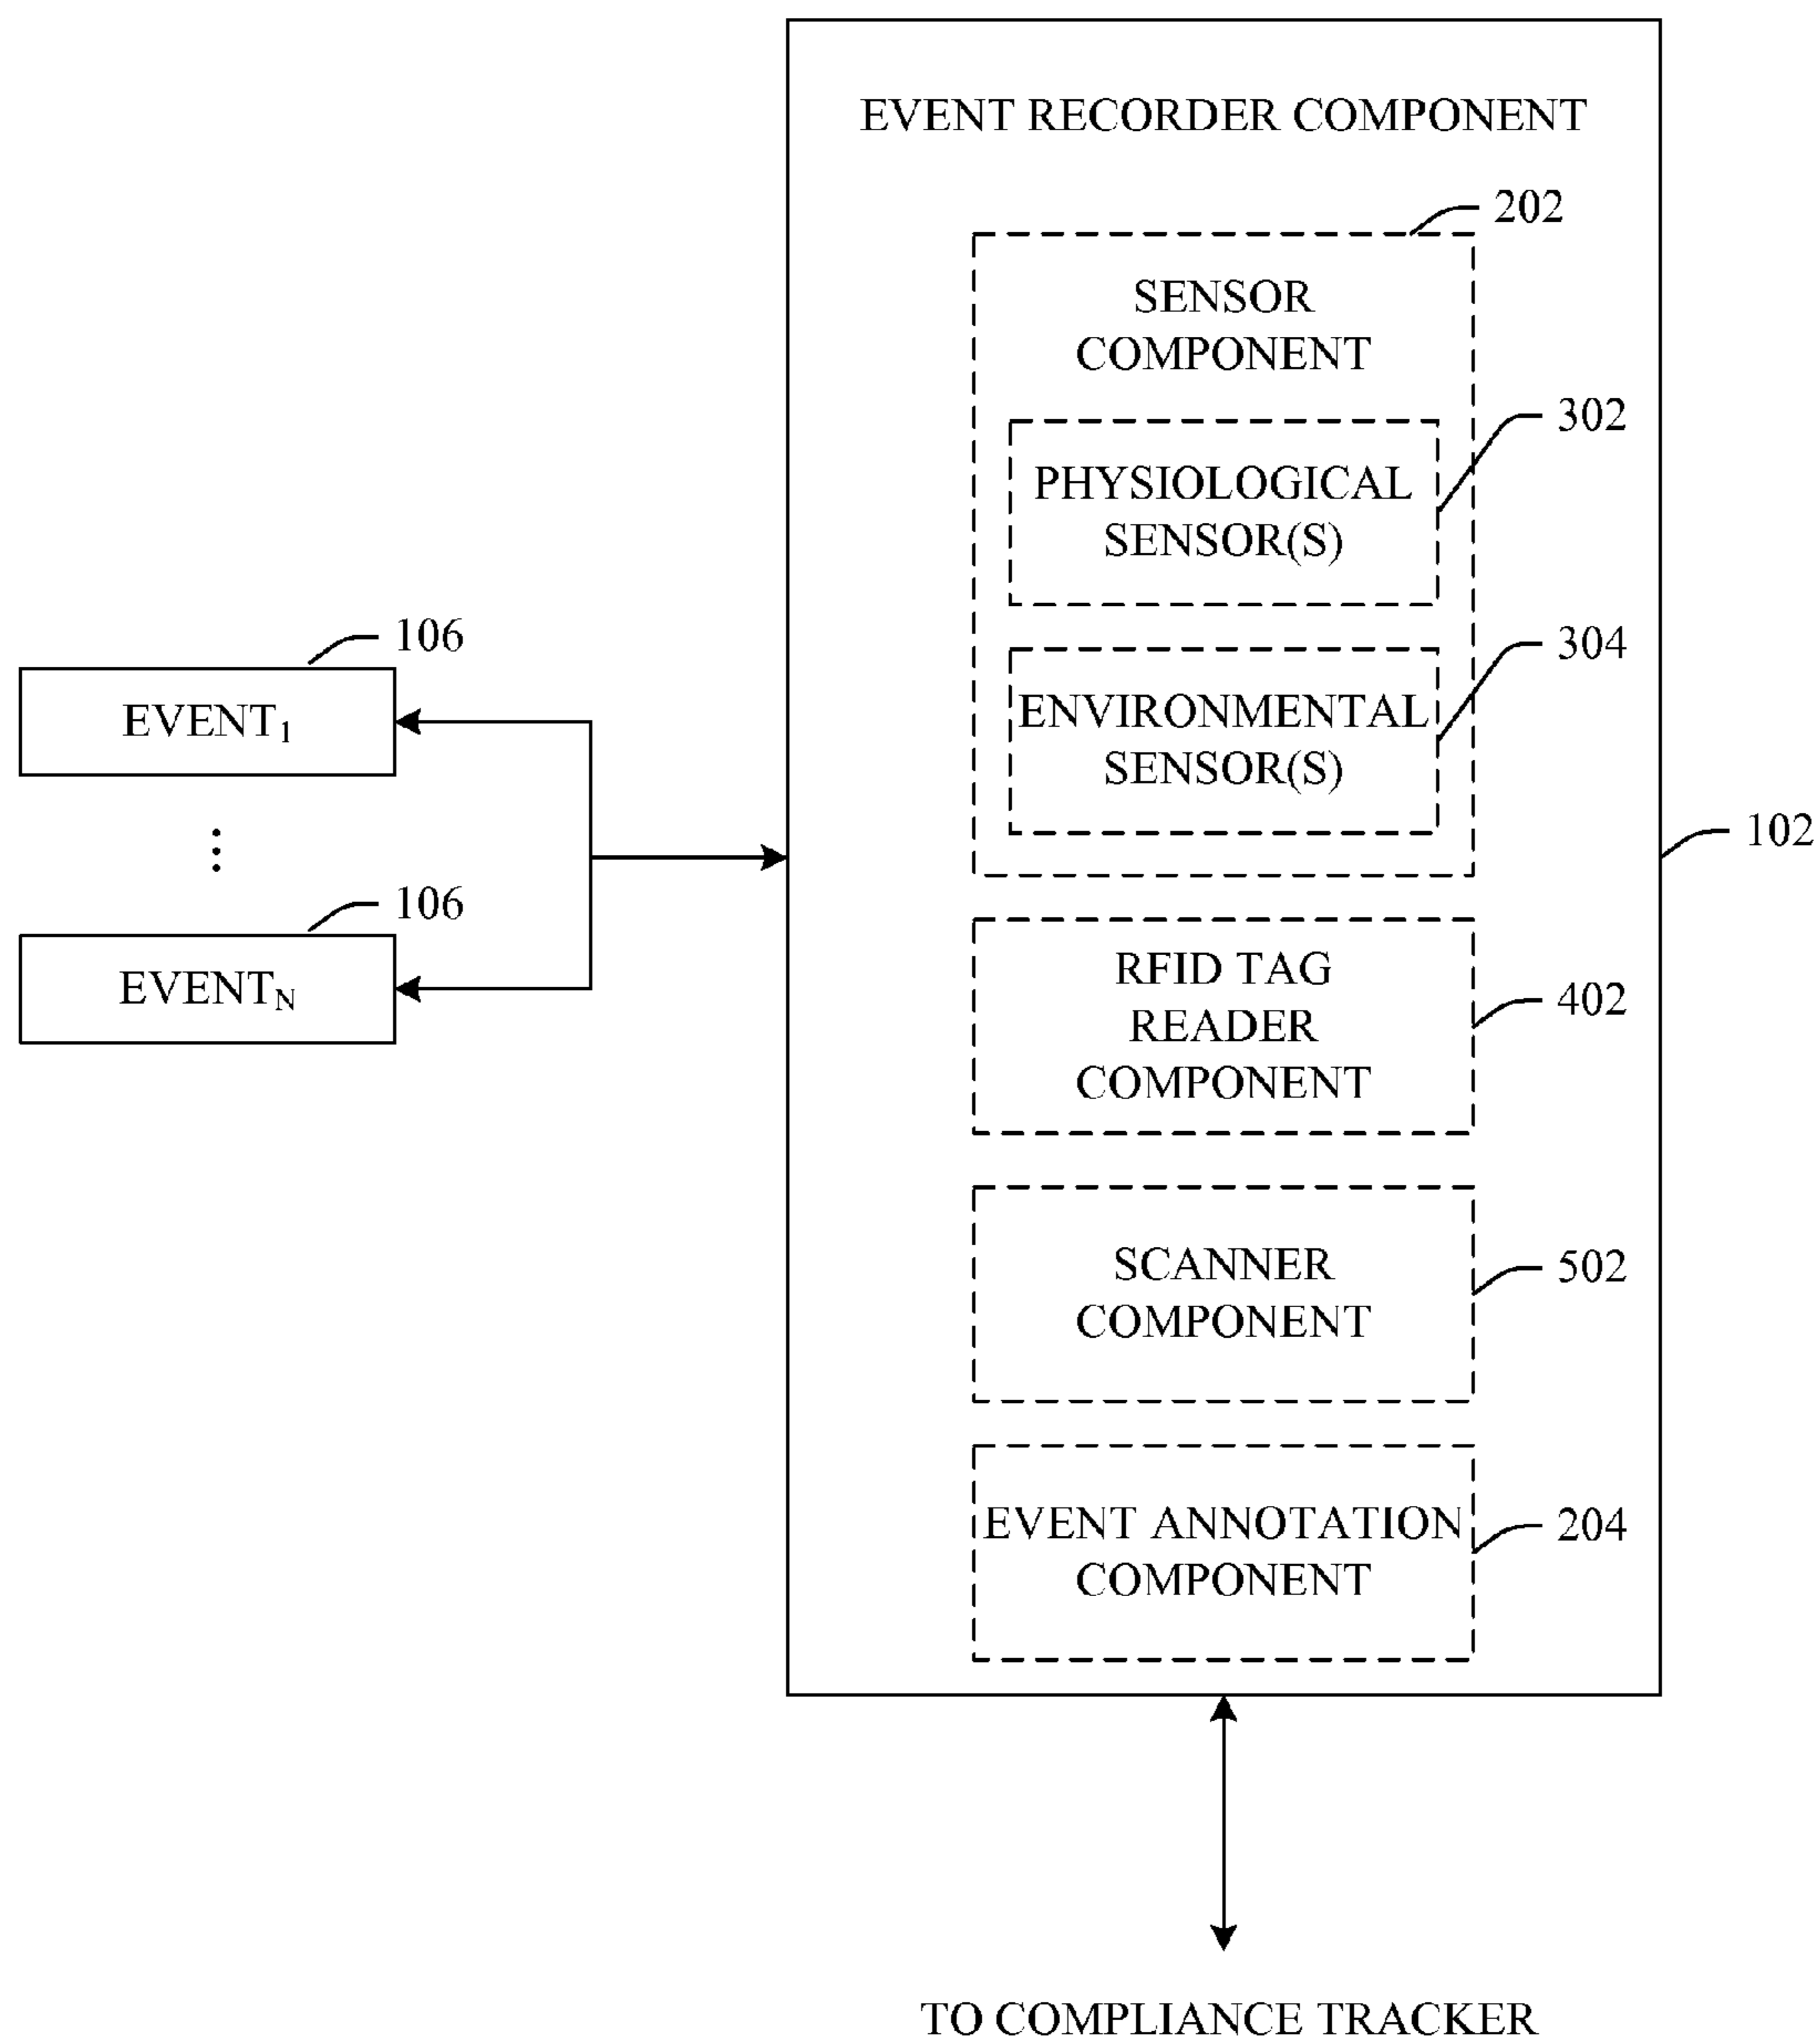 EVENT RECORDER COMPONENT
202
SENSOR
COMPONENT
302
PHYSIOLOGICAL
SENSOR(S)
304
ENVIRONMENTAL
SENSOR(S)
106
EVENT₁
106
EVENT_N
102
RFID TAG
READER
COMPONENT
402
SCANNER
COMPONENT
502
EVENT ANNOTATION
COMPONENT
204
TO COMPLIANCE TRACKER